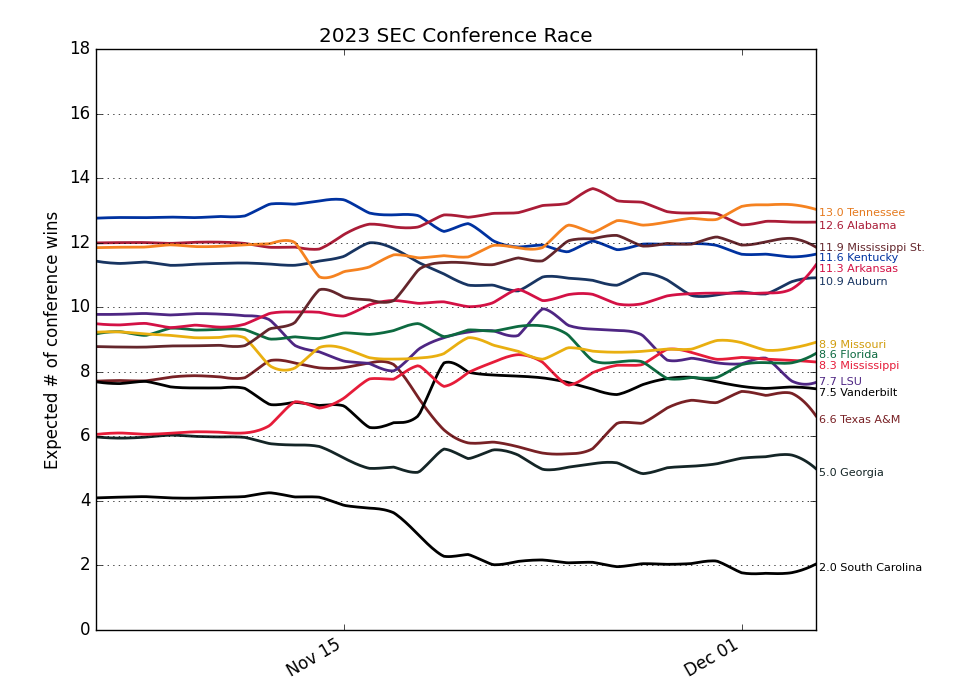 2023 SEC Conference Race
Expected # of conference wins
18
16
14
12
10
8
6
4
2
0
13.0 Tennessee
12.6 Alabama
11.9 Mississippi St.
11.6 Kentucky
11.3 Arkansas
10.9 Auburn
8.9 Missouri
8.6 Florida
8.3 Mississippi
7.7 LSU
7.5 Vanderbilt
6.6 Texas A&M
5.0 Georgia
2.0 South Carolina
Nov 15
Dec 01